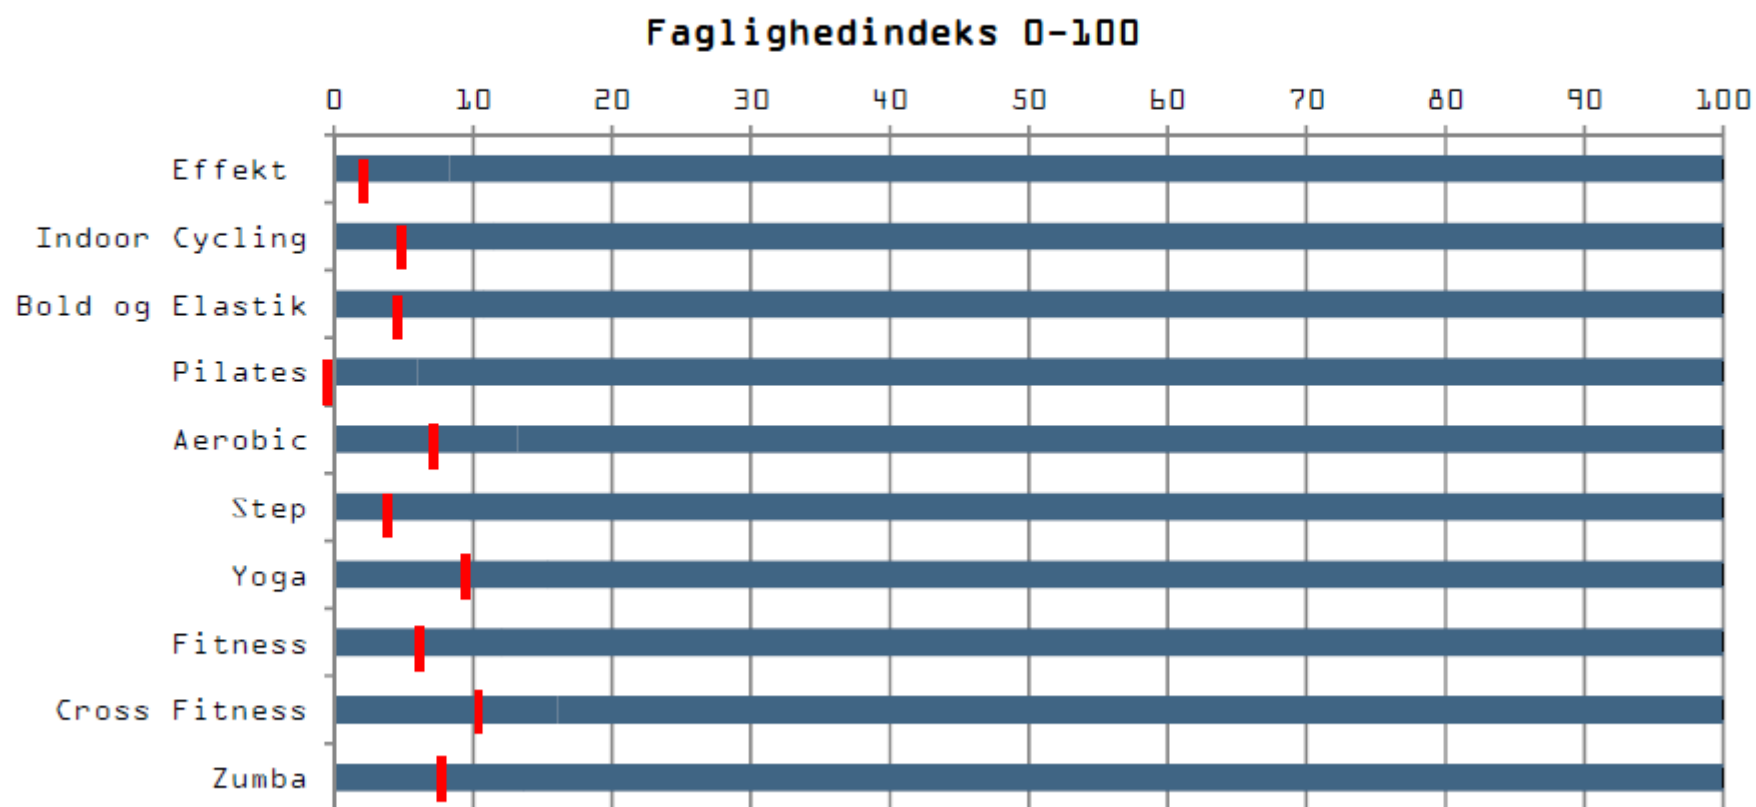 Faglighedindeks 0-100
0 10 20 30 40 50 60 70 80 90 100
Effekt
Indoor Cycling
Bold og Elastik
Pilates
Aerobic
Step
Yoga
Fitness
Cross Fitness
Zumba